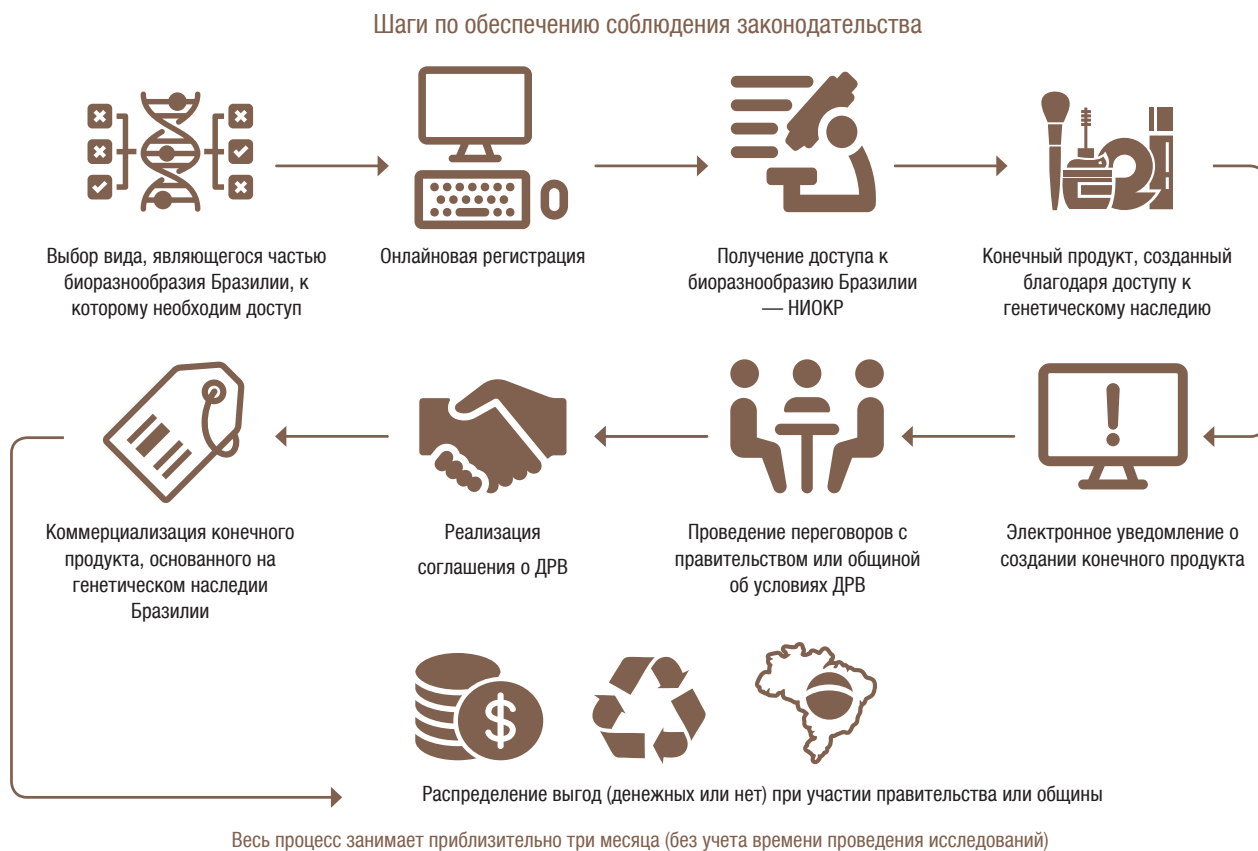 Шаги по обеспечению соблюдения законодательства
Выбор вида, являющегося частью
биоразнообразия Бразилии, к
которому необходим доступ
Онлайновая регистрация
Получение доступа к
биоразнообразию Бразилии
— НИОКР
Конечный продукт, созданный
благодаря доступу к
генетическому наследию
Электронное уведомление о
создании конечного продукта
Проведение переговоров с
правительством или общиной
об условиях ДРВ
Реализация
соглашения о ДРВ
Коммерциализация конечного
продукта, основанного на
генетическом наследии
Бразилии
$
Распределение выгод (денежных или нет) при участии правительства или общины
Весь процесс занимает приблизительно три месяца (без учета времени проведения исследований)